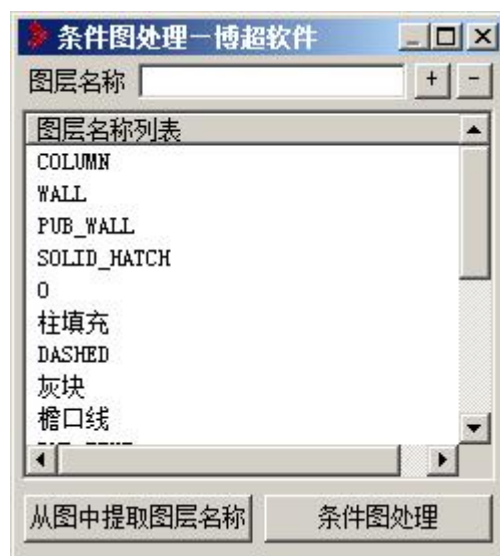 条件图处理－博超软件
图层名称
+ -
图层名称列表
COLUMN
WALL
PUB_WALL
SOLID_HATCH
0
柱填充
DASHED
灰块
檐口线
从图中提取图层名称 条件图处理